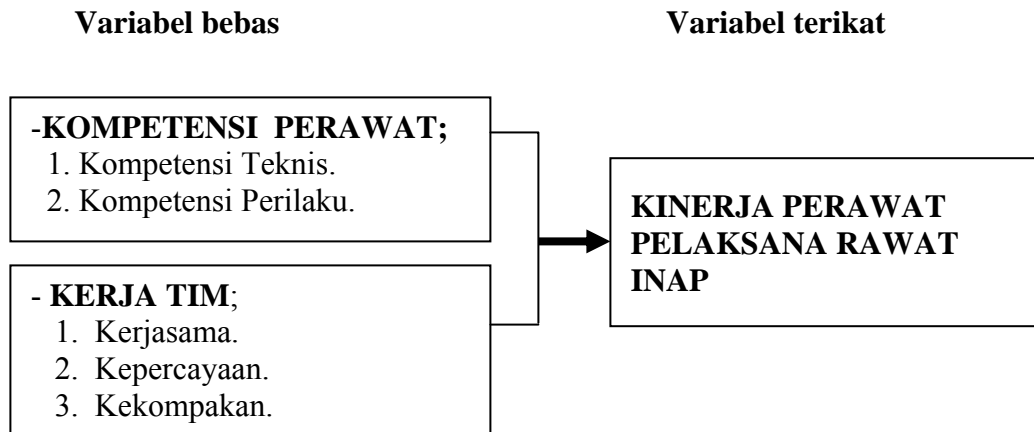 Variabel bebas
Variabel terikat
-KOMPETENSI PERAWAT;
1. Kompetensi Teknis.
2. Kompetensi Perilaku.
- KERJA TIM;
1. Kerjasama.
2. Kepercayaan.
3. Kekompakan.
KINERJA PERAWAT
PELAKSANA RAWAT
INAP